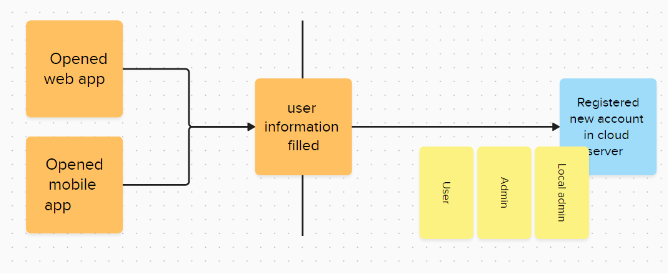 Opened
web app
Opened
mobile
app
user
information
filled
Registered
new account
in cloud
server
User
Admin
Local admin